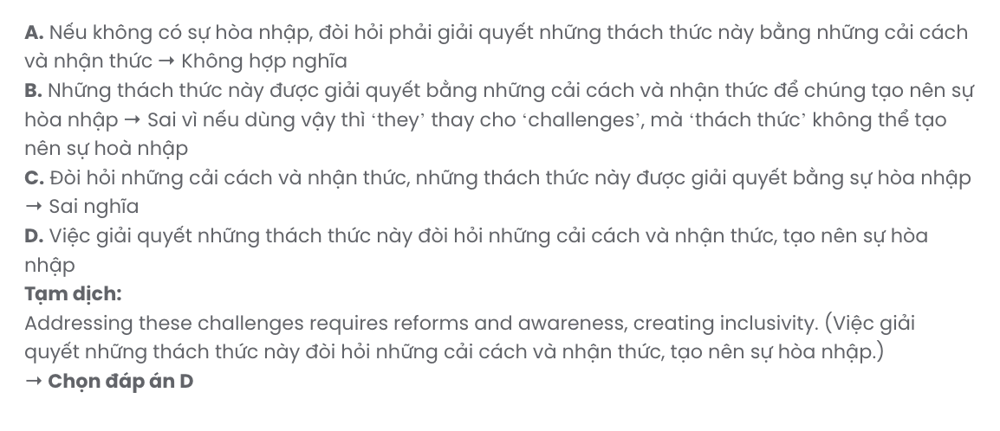 A. Nếu không có sự hòa nhập, đòi hỏi phải giải quyết những thách thức này bằng những cải cách
và nhận thức → Không hợp nghĩa
B. Những thách thức này được giải quyết bằng những cải cách và nhận thức để chúng tạo nên sự
hòa nhập → Sai vì nếu dùng vậy thì ‘they’ thay cho ‘challenges’, mà ‘thách thức’ không thể tạo
nên sự hoà nhập
C. Đòi hỏi những cải cách và nhận thức, những thách thức này được giải quyết bằng sự hòa nhập
→ Sai nghĩa
D. Việc giải quyết những thách thức này đòi hỏi những cải cách và nhận thức, tạo nên sự hòa
nhập
Tạm dịch:
Addressing these challenges requires reforms and awareness, creating inclusivity. (Việc giải
quyết những thách thức này đòi hỏi những cải cách và nhận thức, tạo nên sự hòa nhập.)
→ Chọn đáp án D